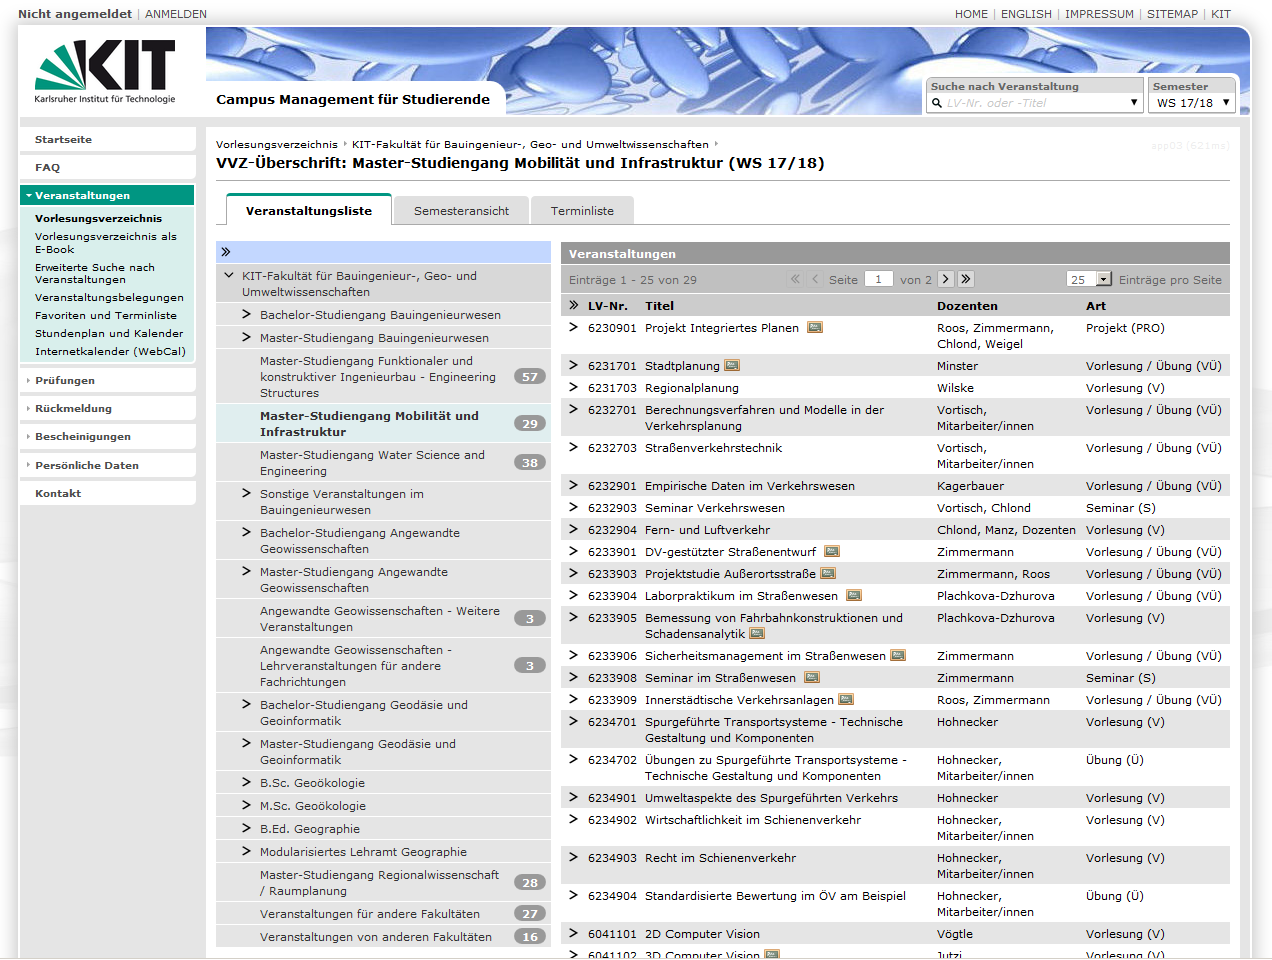 Nicht angemeldet | ANMELDEN
HOME | ENGLISH | IMPRESSUM | SITEMAP | KIT
KIT
Karlsruher Institut für Technologie
Campus Management für Studierende
Suche nach Veranstaltung
LV-Nr. oder -Titel
Semester
WS 17/18
Startseite
FAQ
Veranstaltungen
Vorlesungsverzeichnis
Vorlesungsverzeichnis als
E-Book
Erweiterte Suche nach
Veranstaltungen
Veranstaltungsbelegungen
Favoriten und Terminliste
Stundenplan und Kalender
Internetkalender (WebCal)
Prüfungen
Rückmeldung
Bescheinigungen
Persönliche Daten
Kontakt
Vorlesungsverzeichnis KIT-Fakultät für Bauingenieur-, Geo- und Umweltwissenschaften
app03 (621ms)
VVZ-Überschrift: Master-Studiengang Mobilität und Infrastruktur (WS 17/18)
Veranstaltungsliste Semesteransicht Terminliste
KIT-Fakultät für Bauingenieur-, Geo- und
Umweltwissenschaften
Bachelor-Studiengang Bauingenieurwesen
Master-Studiengang Bauingenieurwesen
Master-Studiengang Funktionaler und
konstruktiver Ingenieurbau - Engineering 57
Structures
Master-Studiengang Mobilität und
Infrastruktur 29
Master-Studiengang Water Science and
Engineering 38
Sonstige Veranstaltungen im
Bauingenieurwesen
Bachelor-Studiengang Angewandte
Geowissenschaften
Master-Studiengang Angewandte
Geowissenschaften
Angewandte Geowissenschaften - Weitere
Veranstaltungen 3
Angewandte Geowissenschaften -
Lehrveranstaltungen für andere 3
Fachrichtungen
Bachelor-Studiengang Geodäsie und
Geoinformatik
Master-Studiengang Geodäsie und
Geoinformatik
B.Sc. Geoökologie
M.Sc. Geoökologie
B.Ed. Geographie
Modularisiertes Lehramt Geographie
Master-Studiengang Regionalwissenschaft
/ Raumplanung 28
Veranstaltungen für andere Fakultäten 27
Veranstaltungen von anderen Fakultäten 16
Veranstaltungen
Einträge 1 - 25 von 29 Seite 1 von 2 25 Einträge pro Seite
LV-Nr. Titel Dozenten Art
6230901 Projekt Integriertes Planen Roos, Zimmermann, Projekt (PRO)
Chlond, Weigel
6231701 Stadtplanung Minster Vorlesung / Übung (VÜ)
6231703 Regionalplanung Wilske Vorlesung (V)
6232701 Berechnungsverfahren und Modelle in der Vortisch, Vorlesung / Übung (VÜ)
Verkehrsplanung Mitarbeiter/innen
6232703 Straßenverkehrstechnik Vortisch, Vorlesung / Übung (VÜ)
Mitarbeiter/innen
6232901 Empirische Daten im Verkehrswesen Kagerbauer Vorlesung / Übung (VÜ)
6232903 Seminar Verkehrswesen Vortisch, Chlond Seminar (S)
6232904 Fern- und Luftverkehr Chlond, Manz, Dozenten Vorlesung (V)
6233901 DV-gestützter Straßenentwurf Zimmermann Vorlesung / Übung (VÜ)
6233903 Projektstudie Außerortsstraße Zimmermann, Roos Vorlesung / Übung (VÜ)
6233904 Laborpraktikum im Straßenwesen Plachkova-Dzhurova Vorlesung / Übung (VÜ)
6233905 Bemessung von Fahrbahnkonstruktionen und Plachkova-Dzhurova Vorlesung (V)
Schadensanalytik
6233906 Sicherheitsmanagement im Straßenwesen Zimmermann Vorlesung / Übung (VÜ)
6233908 Seminar im Straßenwesen Zimmermann Seminar (S)
6233909 Innerstädtische Verkehrsanlagen Roos, Zimmermann Vorlesung / Übung (VÜ)
6234701 Spurgeführte Transportsysteme - Technische Hohnecker Vorlesung (V)
Gestaltung und Komponenten
6234702 Übungen zu Spurgeführte Transportsysteme - Hohnecker, Übung (Ü)
Technische Gestaltung und Komponenten Mitarbeiter/innen
6234901 Umweltaspekte des Spurgeführten Verkehrs Hohnecker Vorlesung (V)
6234902 Wirtschaftlichkeit im Schienenverkehr Hohnecker, Vorlesung (V)
Mitarbeiter/innen
6234903 Recht im Schienenverkehr Hohnecker, Vorlesung (V)
Mitarbeiter/innen
6234904 Standardisierte Bewertung im ÖV am Beispiel Hohnecker, Übung (Ü)
Mitarbeiter/innen
6041101 2D Computer Vision Vögtle Vorlesung (V)
6041102 3D Computer Vision Jutzi Vorlesung (V)